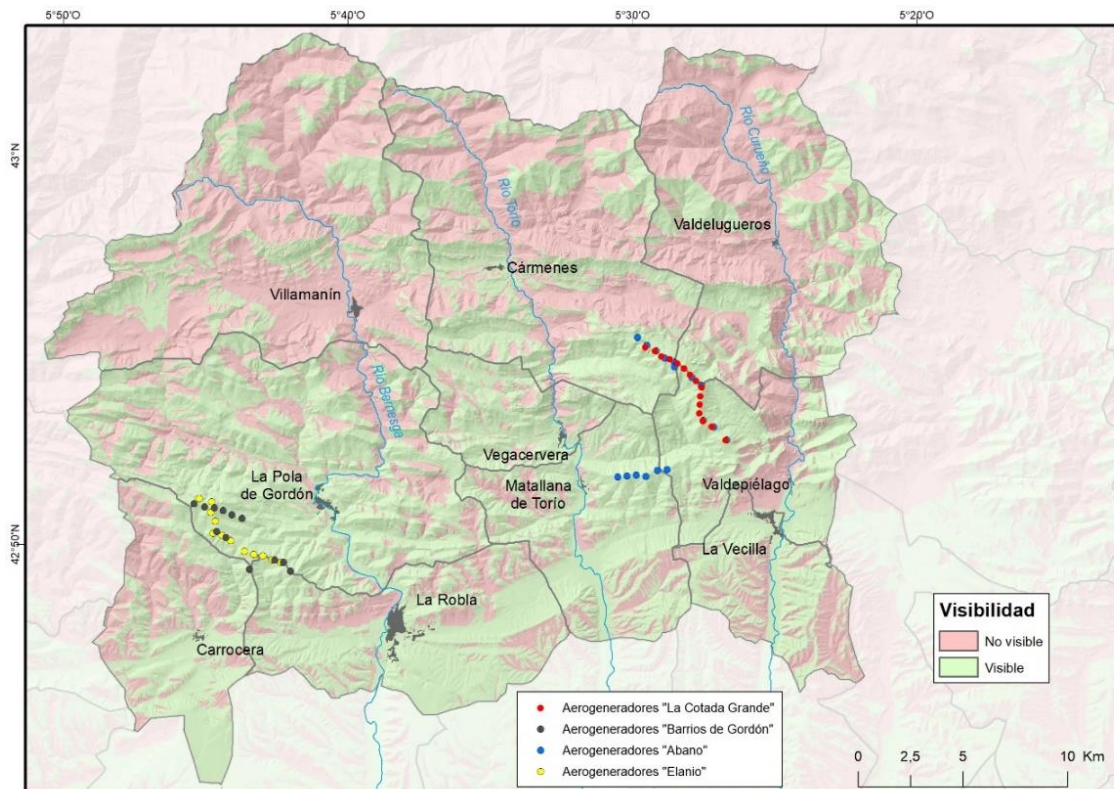 5°50'O
5°40'O
5°30'O
5°20'O
43°N
Río Curueño
Río Torío
Valdelugueros
Cármenes
Villamanín
Río Bernesga
Vegacervera
La Pola
de Gordón
Matallana
de Torío
Valdepiélago
42°50'N
La Vecilla
La Robla
Carrocera
Visibilidad
No visible
Visible
Aerogeneradores "La Cotada Grande"
Aerogeneradores "Barrios de Gordón"
Aerogeneradores "Abano"
Aerogeneradores "Elanio"
0 2,5 5 10 Km